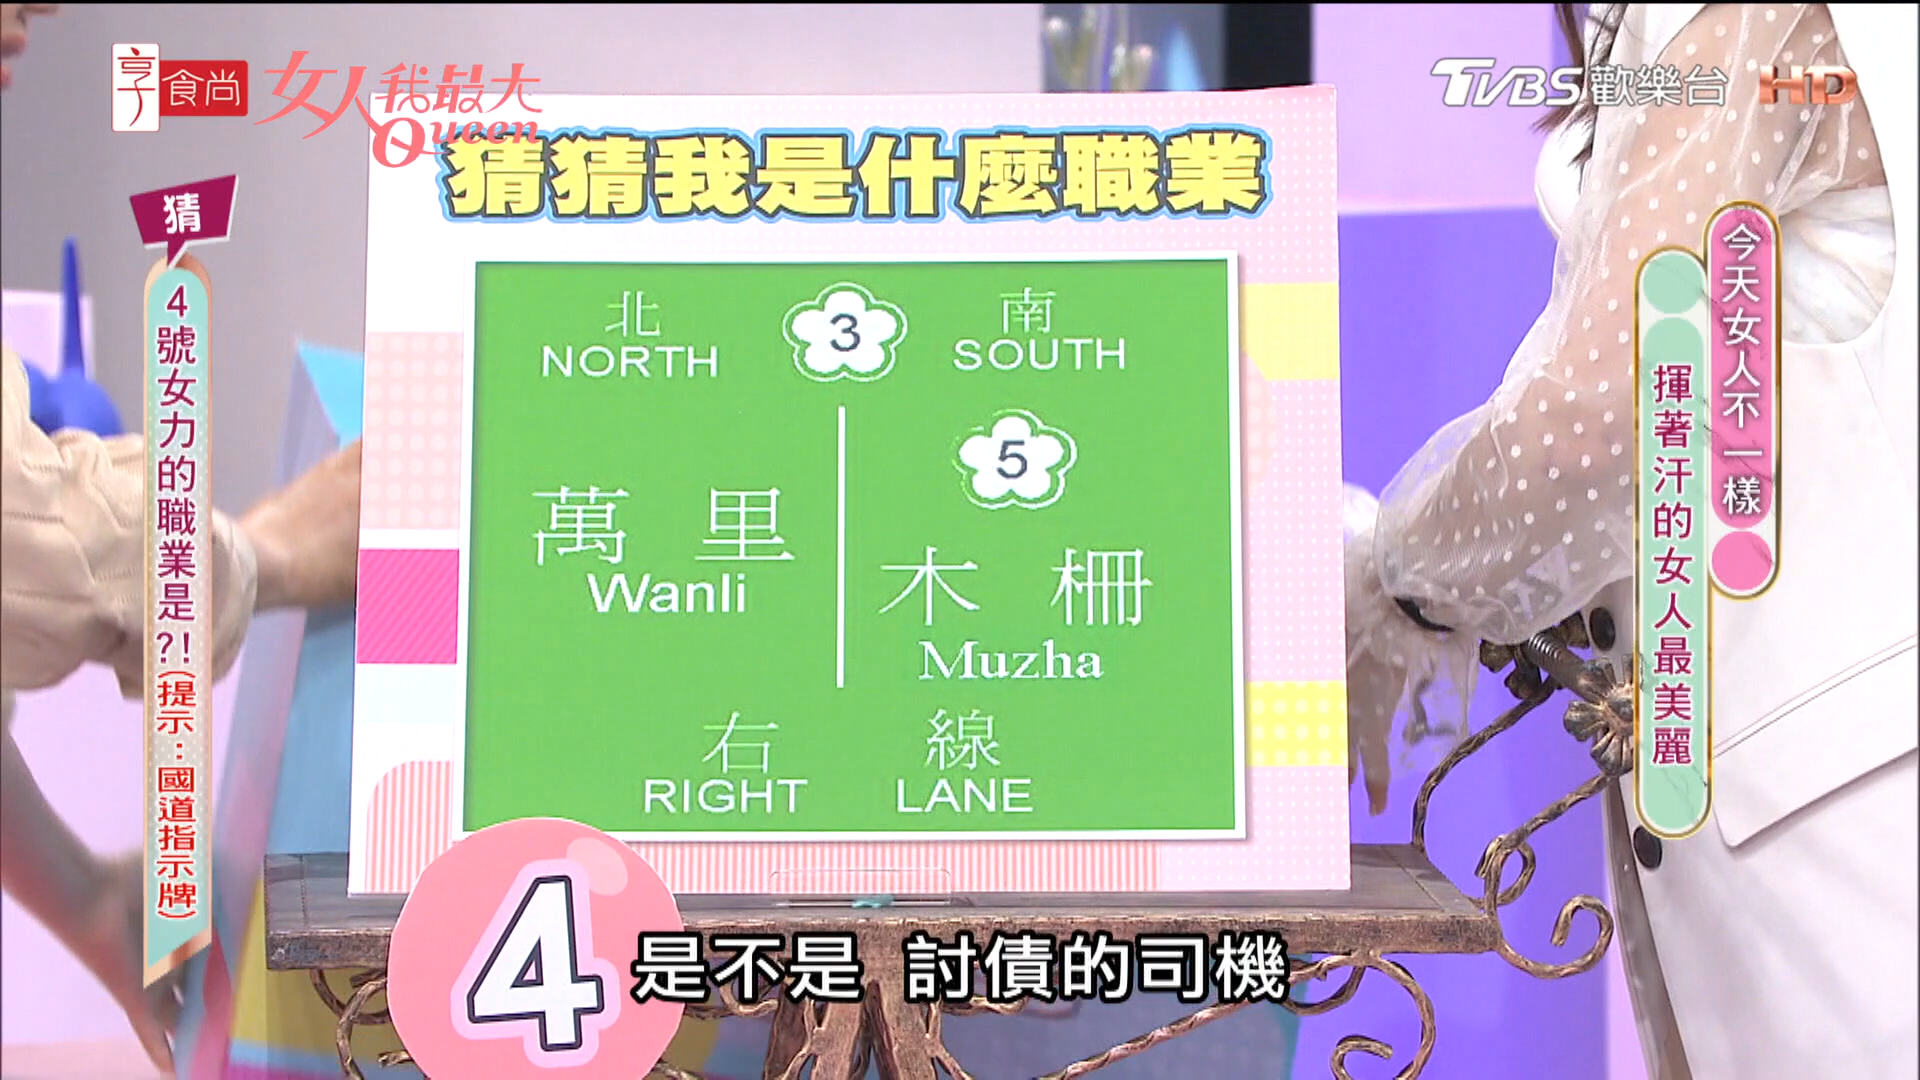 享
食尚
女人我最大
Queen
TVBS歡樂台 HD
猜猜我是什麼職業
猜
4號女力的職業是?!(提示:國道指示牌)
今天女人不一樣
揮著汗的女人最美麗
北
NORTH
3
南
SOUTH
5
萬里
Wanli
木柵
Muzha
右線
RIGHT LANE
4
是不是 討債的司機